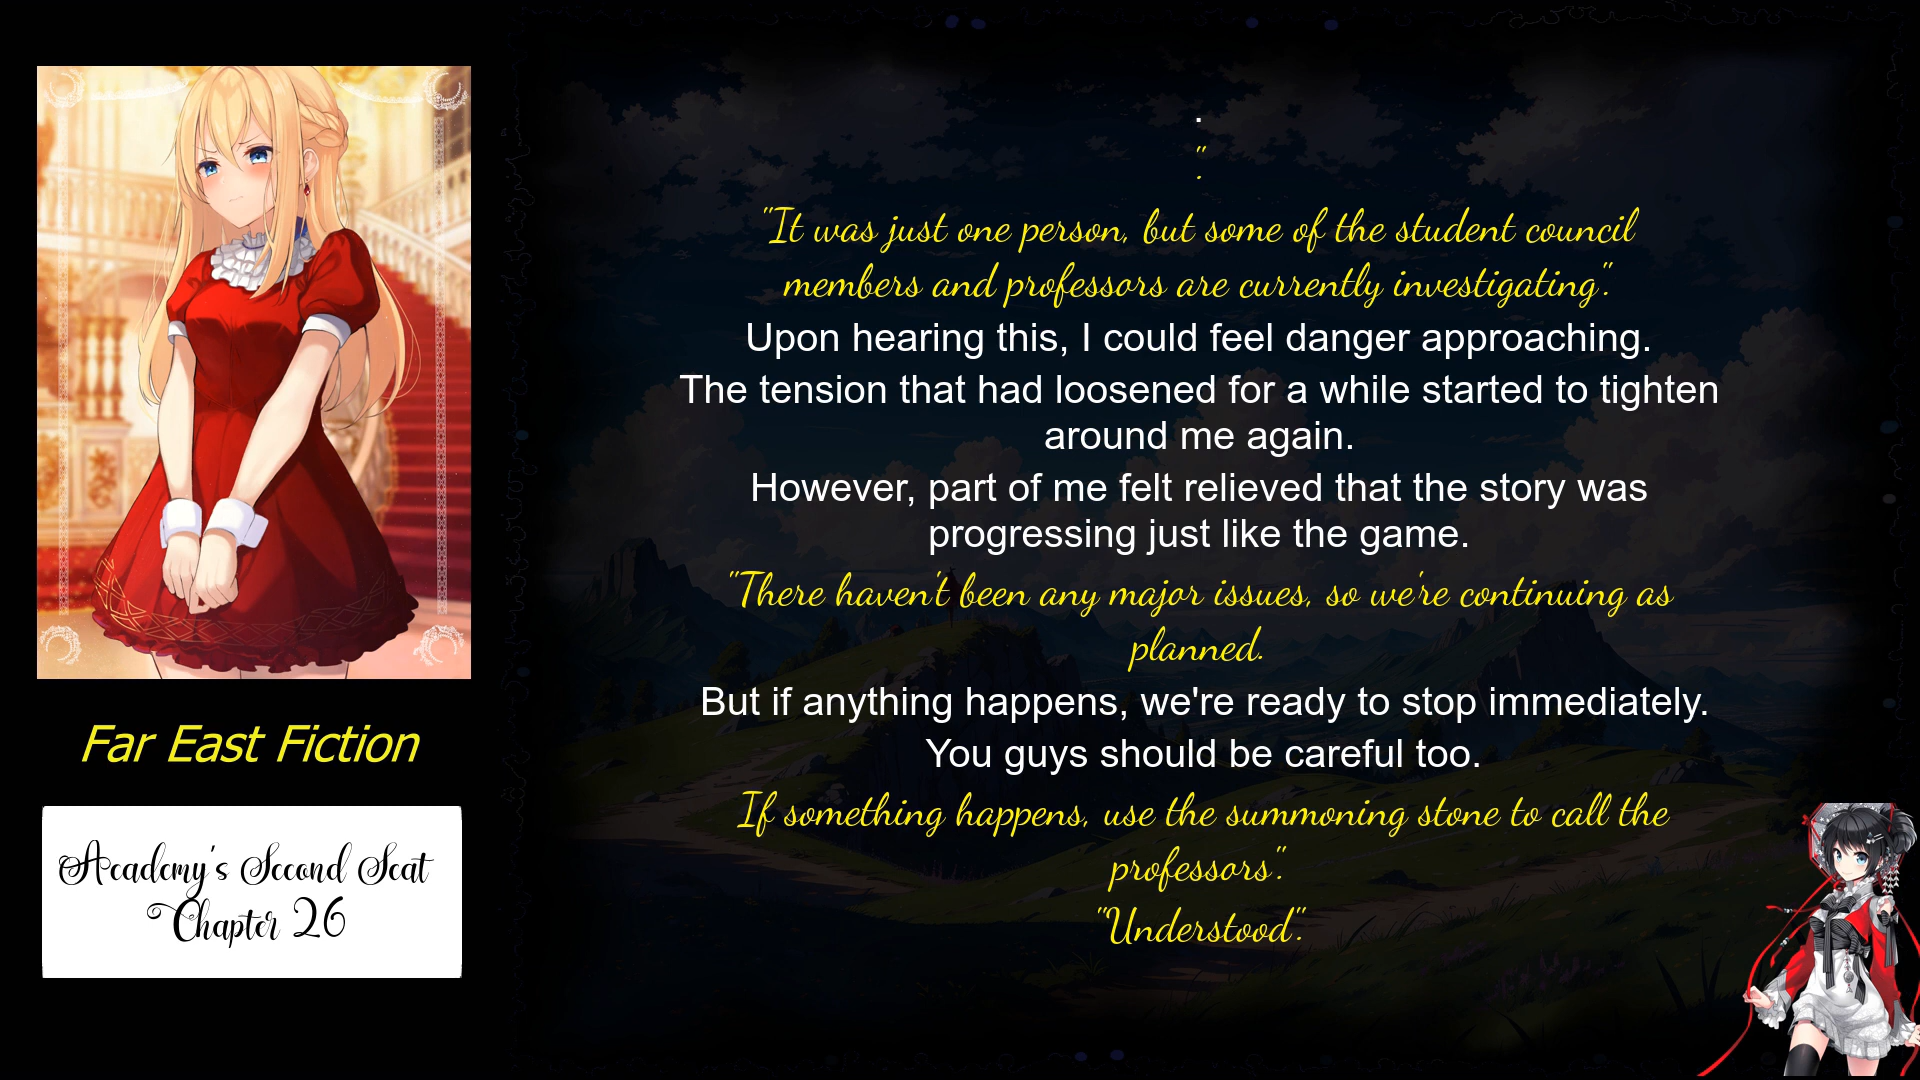 Far East Fiction
Academy's Second Seat
Chapter 26
.
".
"It was just one person, but some of the student council
members and professors are currently investigating".
Upon hearing this, I could feel danger approaching.
The tension that had loosened for a while started to tighten
around me again.
However, part of me felt relieved that the story was
progressing just like the game.
"There haven't been any major issues, so we're continuing as
planned.
But if anything happens, we're ready to stop immediately.
You guys should be careful too.
If something happens, use the summoning stone to call the
professors".
"Understood".